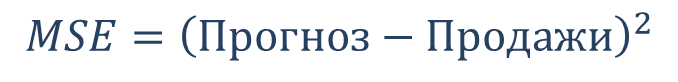 MSE = (Прогноз − Продажи)²